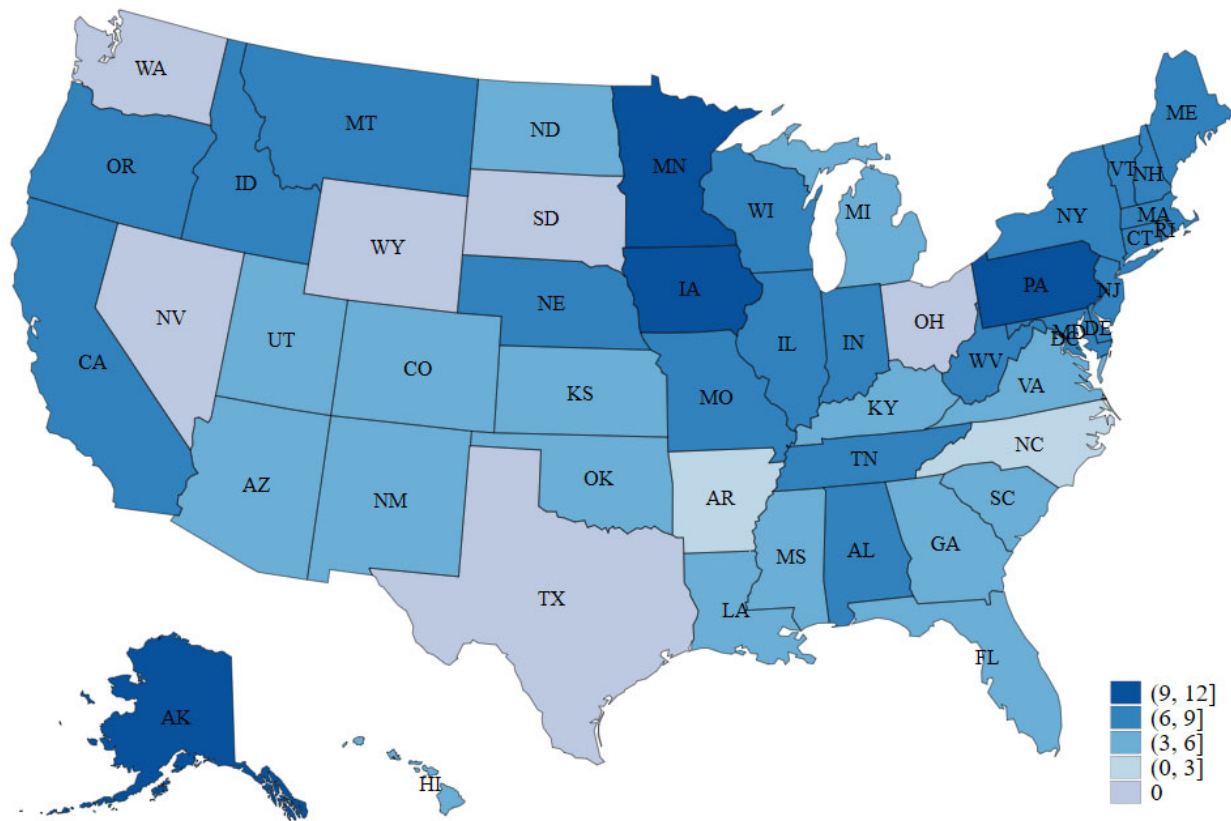 WA
MT
ND
MN
ME
OR
ID
SD
WI
MI
VT
NH
NY
MA
RI
CT
WY
NE
IA
PA
NJ
NV
UT
CO
KS
IL
IN
OH
MD
DE
DC
WV
VA
CA
MO
KY
AZ
NM
OK
AR
TN
NC
SC
MS
AL
GA
TX
LA
FL
AK
HI
(9, 12]
(6, 9]
(3, 6]
(0, 3]
0